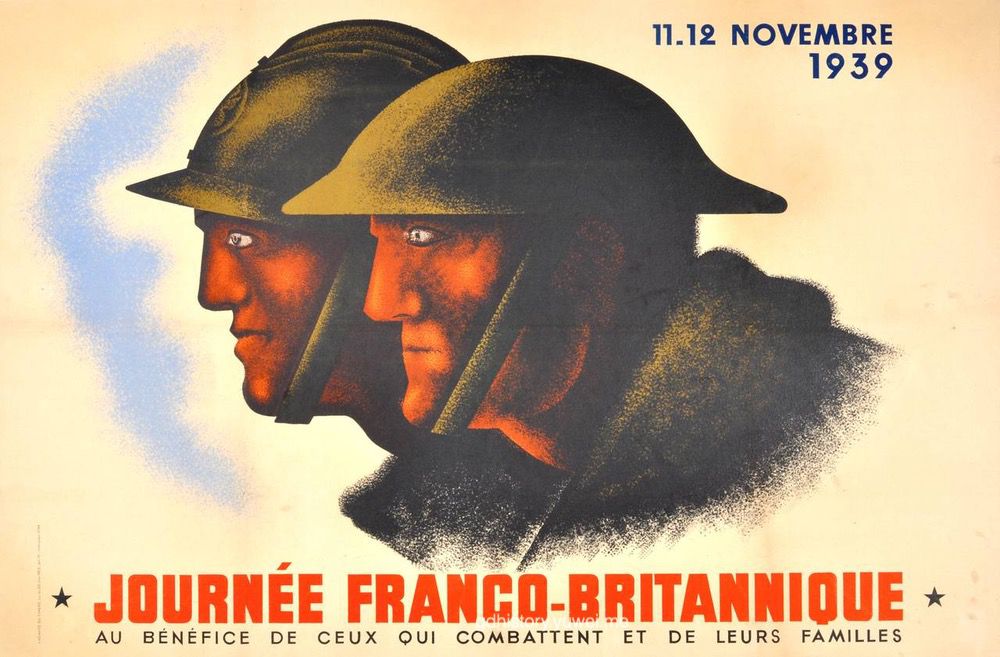 11.12 NOVEMBRE
1939
JOURNÉE FRANCO-BRITANNIQUE
AU BÉNÉFICE DE CEUX QUI COMBATTENT ET DE LEURS FAMILLES